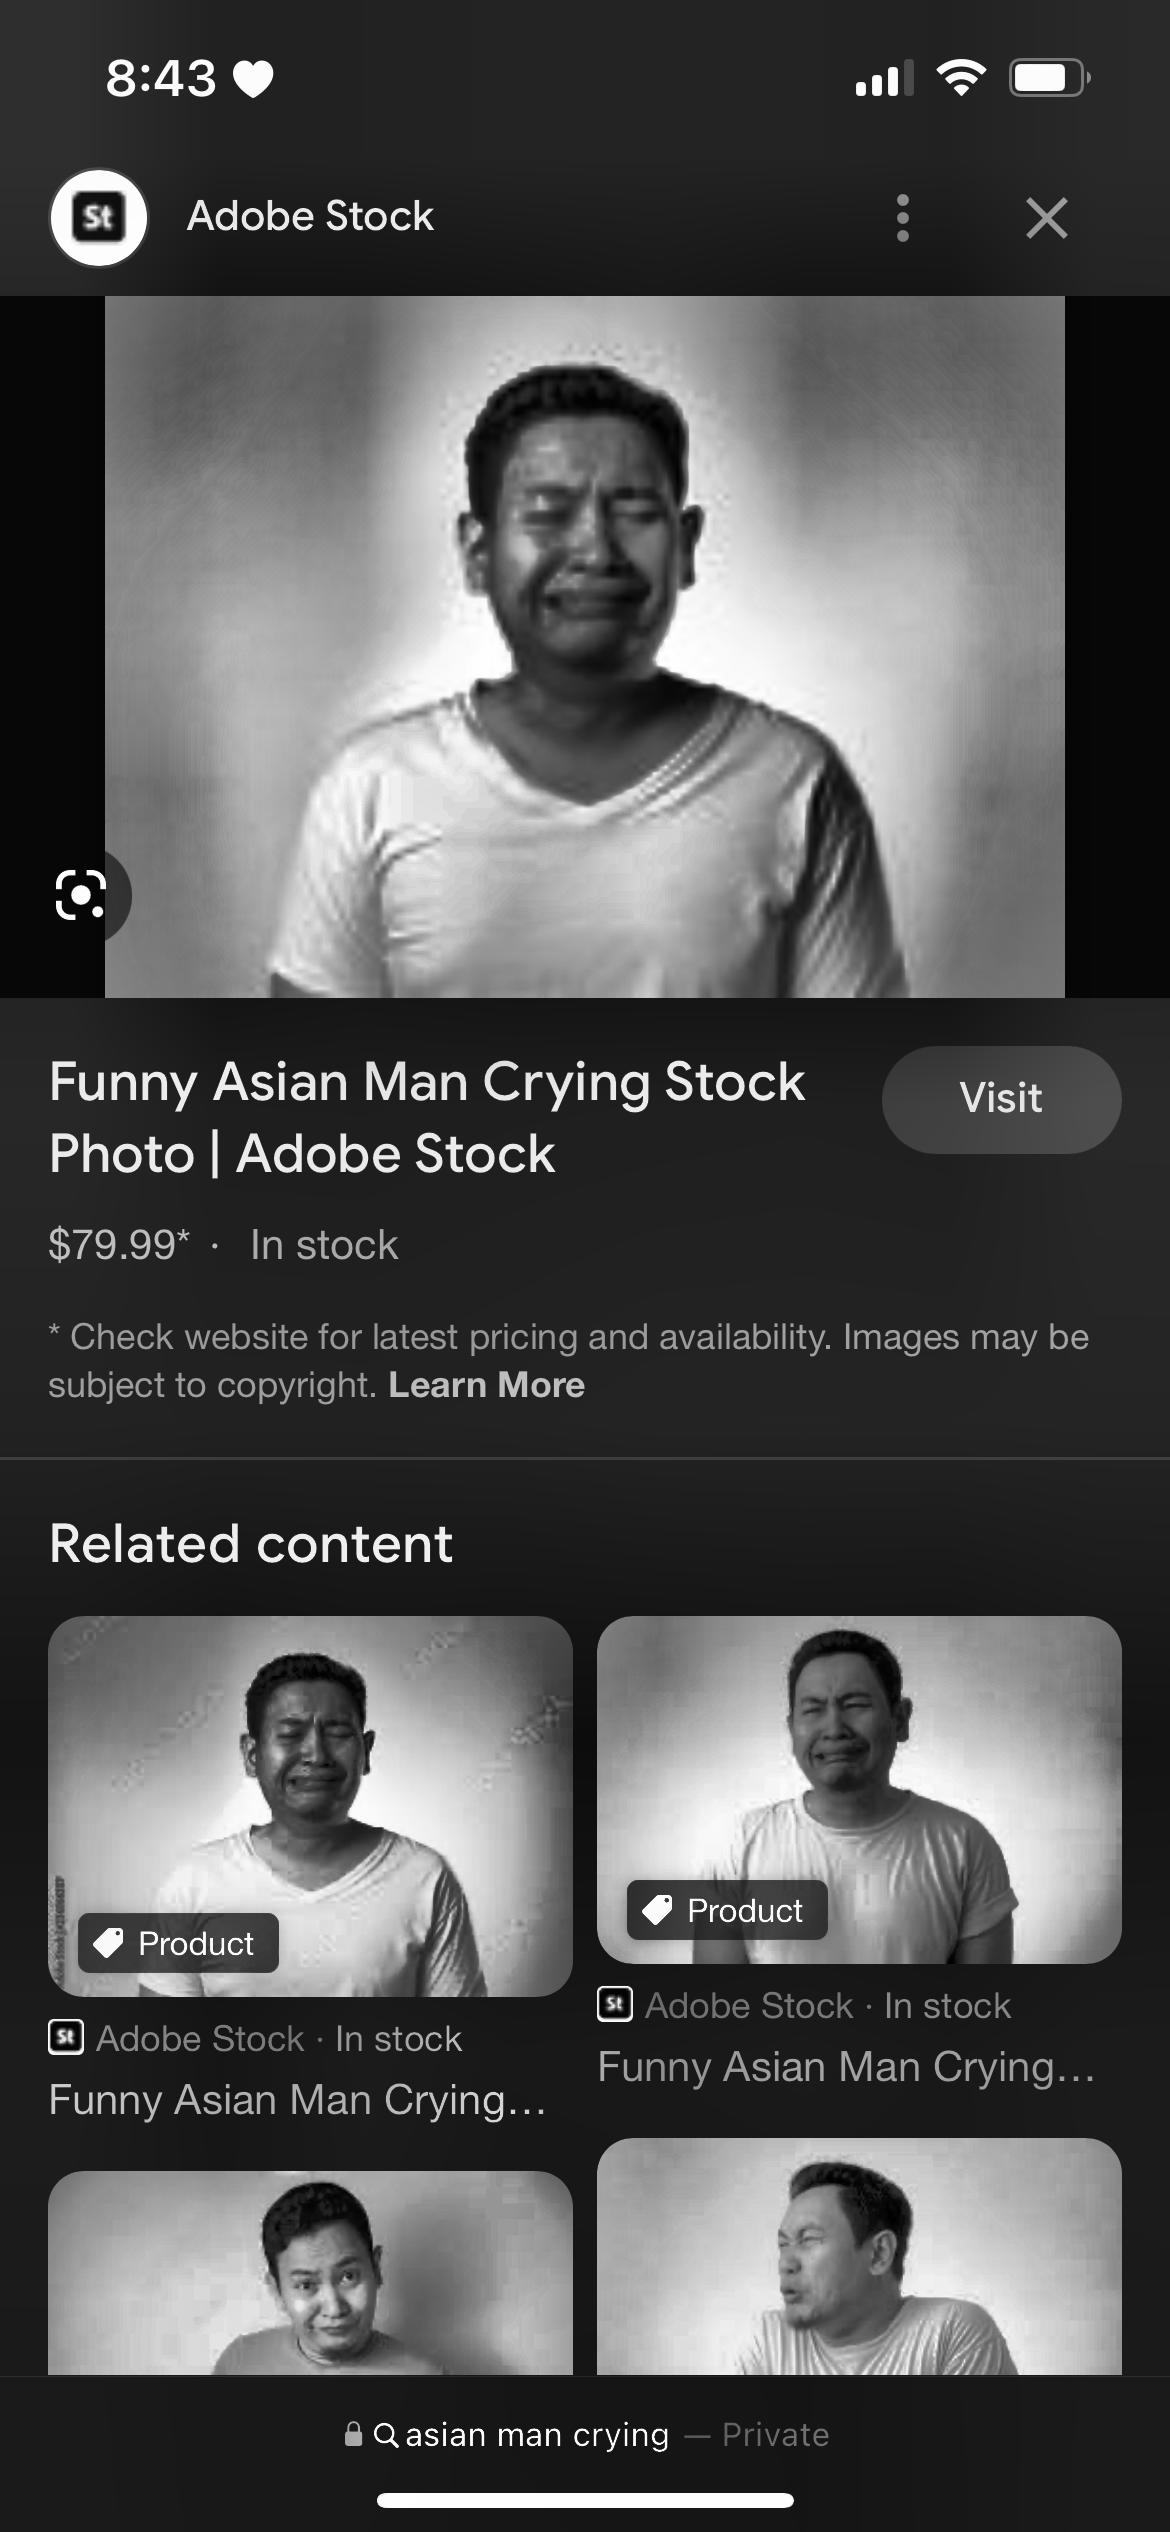 8:43
St Adobe Stock
Funny Asian Man Crying Stock
Photo | Adobe Stock
Visit
$79.99* · In stock
* Check website for latest pricing and availability. Images may be
subject to copyright. Learn More
Related content
Product
St Adobe Stock · In stock
Funny Asian Man Crying...
Product
St Adobe Stock · In stock
Funny Asian Man Crying...
asian man crying — Private